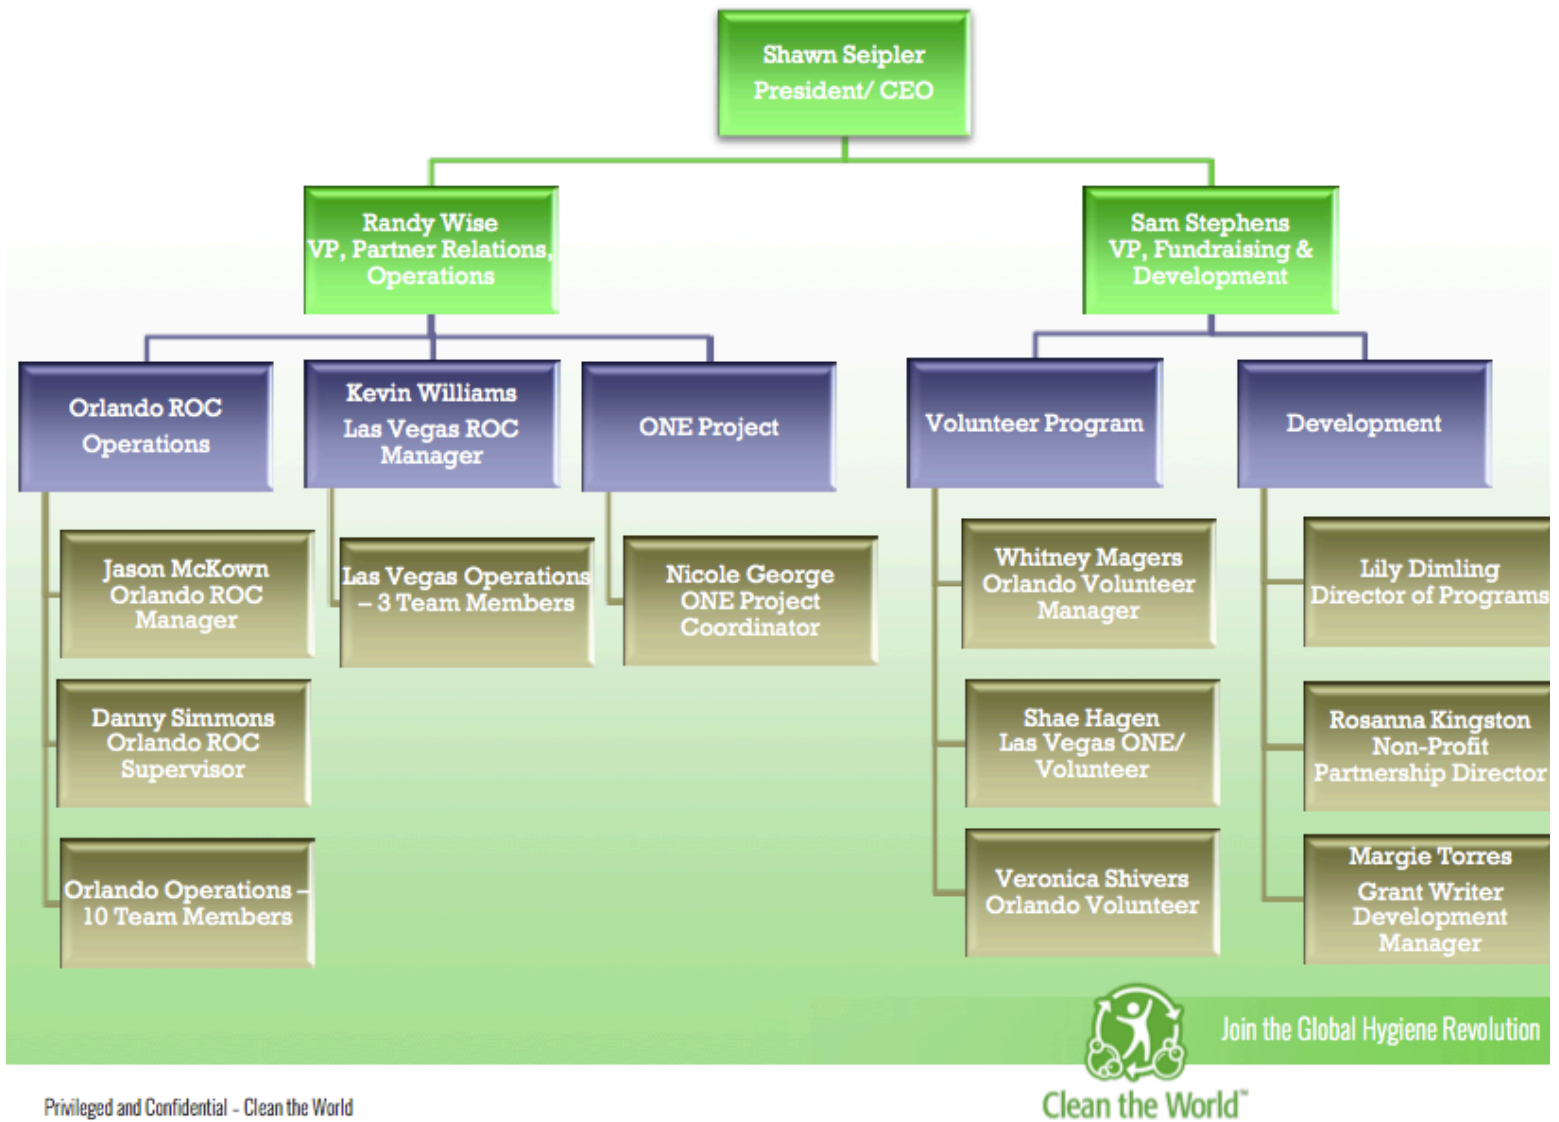 Shawn Seipler
President/ CEO
Randy Wise
VP, Partner Relations,
Operations
Sam Stephens
VP, Fundraising &
Development
Orlando ROC
Operations
Kevin Williams
Las Vegas ROC
Manager
ONE Project
Volunteer Program
Development
Jason McKown
Orlando ROC
Manager
Las Vegas Operations
– 3 Team Members
Nicole George
ONE Project
Coordinator
Whitney Magers
Orlando Volunteer
Manager
Lily Dimling
Director of Programs
Danny Simmons
Orlando ROC
Supervisor
Shae Hagen
Las Vegas ONE/
Volunteer
Rosanna Kingston
Non-Profit
Partnership Director
Orlando Operations –
10 Team Members
Veronica Shivers
Orlando Volunteer
Margie Torres
Grant Writer
Development
Manager
Join the Global Hygiene Revolution
Clean the World™
Privileged and Confidential – Clean the World